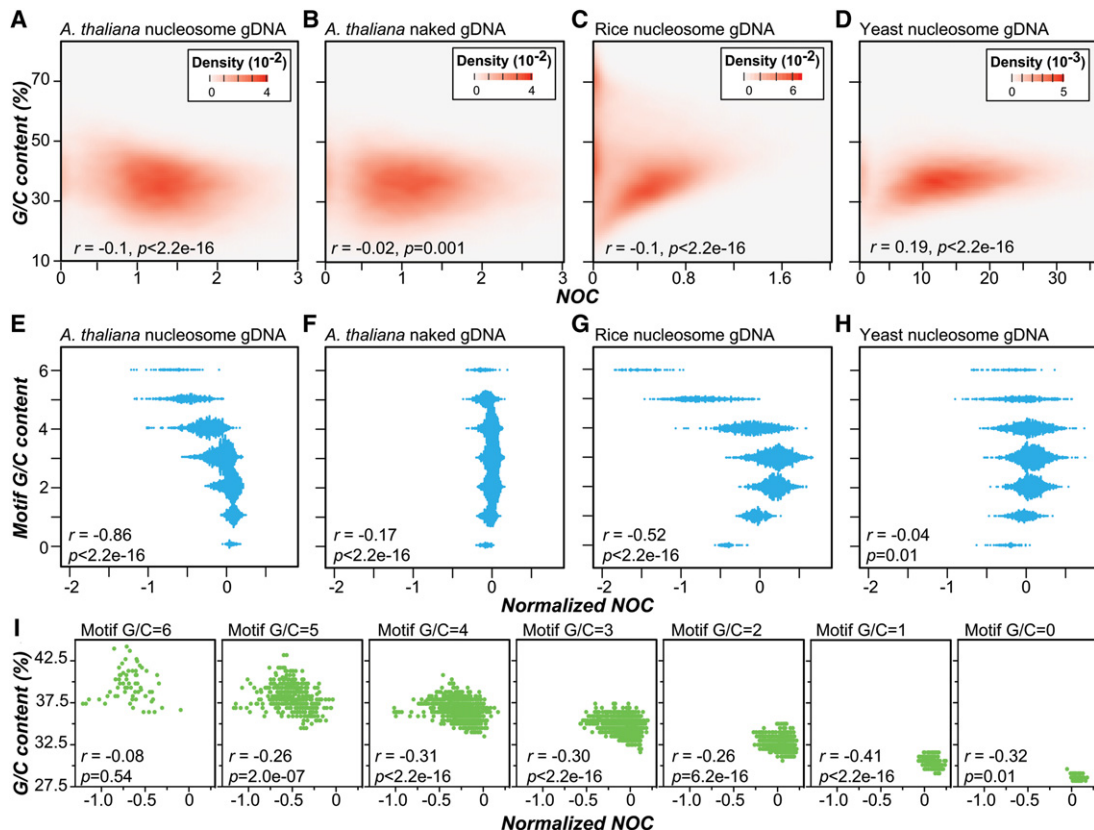 A
A. thaliana nucleosome gDNA
B
A. thaliana naked gDNA
C
Rice nucleosome gDNA
D
Yeast nucleosome gDNA
G/C content (%)
70
50
30
10
Density (10-2)
0 4
r = -0.1, p<2.2e-16
0 1 2 3
Density (10-2)
0 4
r = -0.02, p=0.001
0 1 2 3
Density (10-2)
0 6
r = -0.1, p<2.2e-16
0 0.8 1.6
Density (10-3)
0 5
r = 0.19, p<2.2e-16
0 10 20 30
NOC
E
A. thaliana nucleosome gDNA
F
A. thaliana naked gDNA
G
Rice nucleosome gDNA
H
Yeast nucleosome gDNA
Motif G/C content
6
4
2
0
r = -0.86
p<2.2e-16
-2 -1 0
r = -0.17
p<2.2e-16
-2 -1 0
r = -0.52
p<2.2e-16
-2 -1 0
r = -0.04
p=0.01
-2 -1 0
Normalized NOC
I
G/C content (%)
42.5
37.5
32.5
27.5
Motif G/C=6
r = -0.08
p=0.54
-1.0 -0.5 0
Motif G/C=5
r = -0.26
p=2.0e-07
-1.0 -0.5 0
Motif G/C=4
r = -0.31
p<2.2e-16
-1.0 -0.5 0
Motif G/C=3
r = -0.30
p<2.2e-16
-1.0 -0.5 0
Motif G/C=2
r = -0.26
p=6.2e-16
-1.0 -0.5 0
Motif G/C=1
r = -0.41
p<2.2e-16
-1.0 -0.5 0
Motif G/C=0
r = -0.32
p=0.01
-1.0 -0.5 0
Normalized NOC